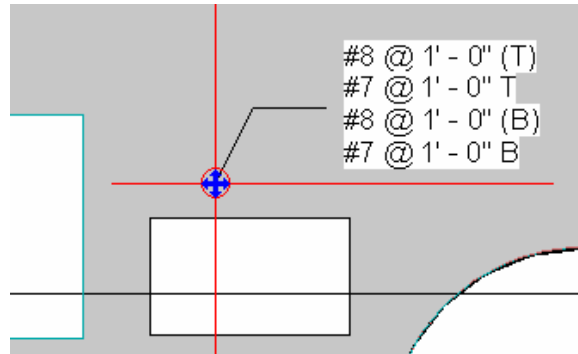 #8 @ 1' - 0" (T)
#7 @ 1' - 0" T
#8 @ 1' - 0" (B)
#7 @ 1' - 0" B